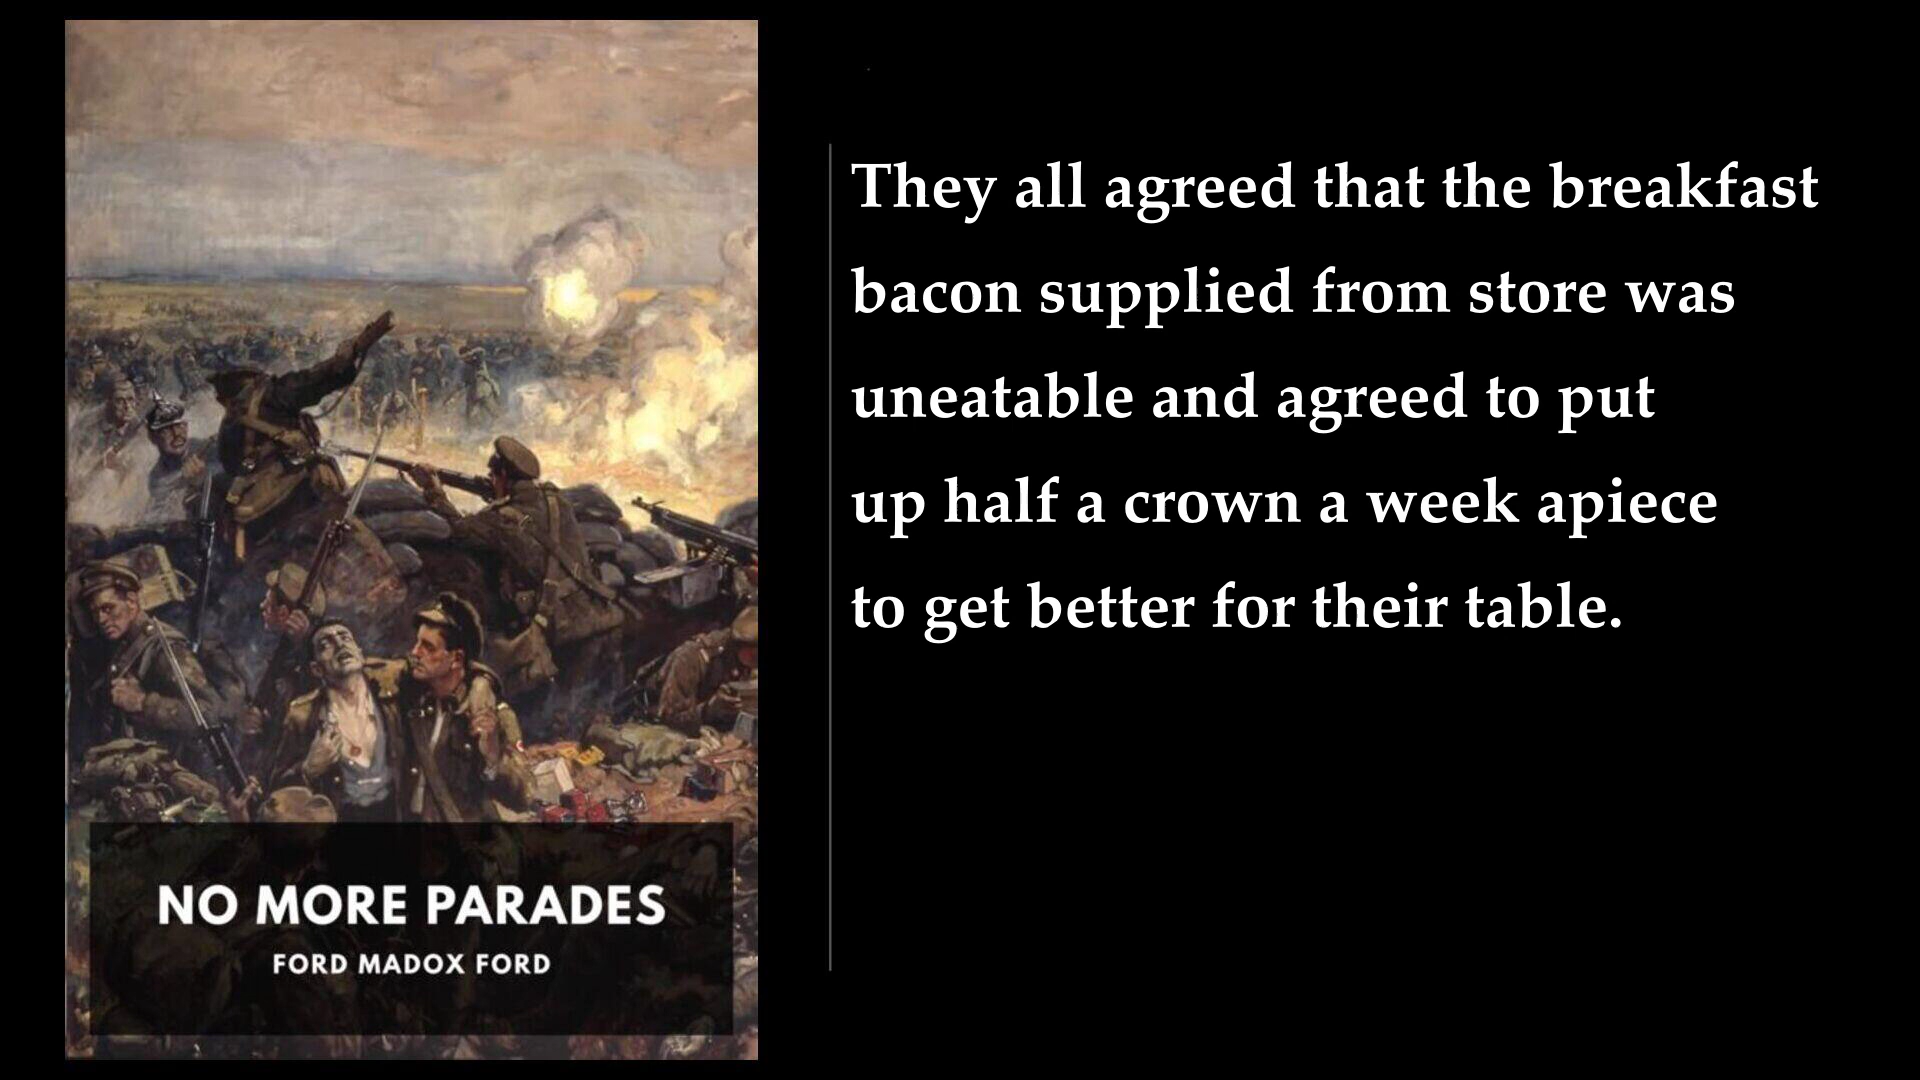 They all agreed that the breakfast
bacon supplied from store was
uneatable and agreed to put
up half a crown a week apiece
to get better for their table.
NO MORE PARADES
FORD MADOX FORD